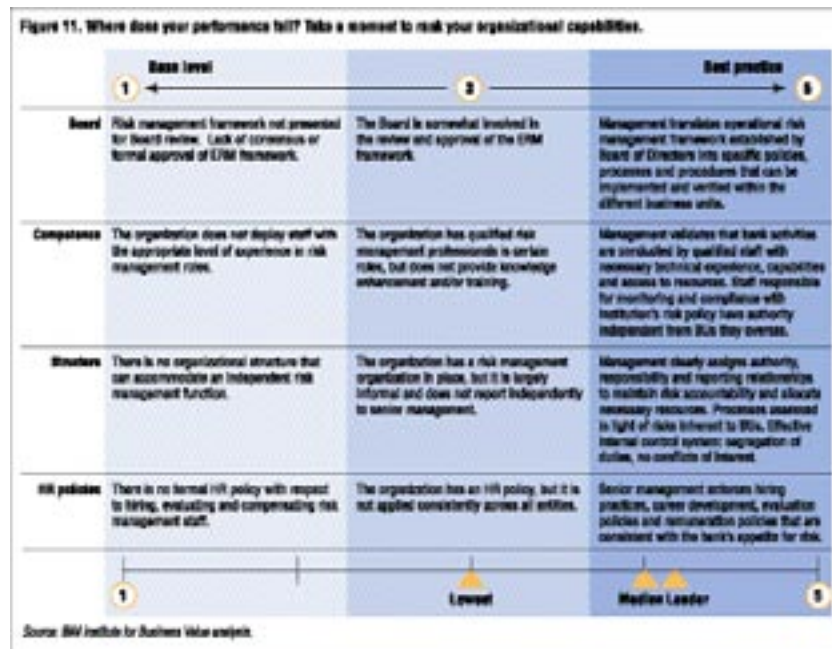 Figure 11. Where does your performance fall? Take a moment to rank your organizational capabilities.
Base level
Best practice
1
3
5
Board
Risk management framework not presented
for Board review. Lack of consensus or
formal approval of ERM framework.
The Board is somewhat involved in
the review and approval of the ERM
framework.
Management translates operational risk
management framework established by
Board of Directors into specific policies,
processes and procedures that can be
implemented and verified within the
different business units.
Competence
The organization does not deploy staff with
the appropriate level of experience in risk
management roles.
The organization has qualified risk
management professionals in certain
roles, but does not provide knowledge
enhancement and/or training.
Management validates that bank activities
are conducted by qualified staff with
necessary technical experience, capabilities
and access to resources. Staff responsible
for monitoring and compliance with
institution's risk policy have authority
independent from BUs they oversee.
Structure
There is no organizational structure that
can accommodate an independent risk
management function.
The organization has a risk management
organization in place, but it is largely
informal and does not report independently
to senior management.
Management clearly assigns authority,
responsibility and reporting relationships
to maintain risk accountability and allocate
necessary resources. Processes assessed
in light of risks inherent to BUs. Effective
internal control system: segregation of
duties, no conflicts of interest.
HR policies
There is no formal HR policy with respect
to hiring, evaluating and compensating risk
management staff.
The organization has an HR policy, but it is
not applied consistently across all entities.
Senior management enforces hiring
practices, career development, evaluation
policies and remuneration policies that are
consistent with the bank's appetite for risk.
1
Lowest
Median Leader
5
Source: IBM Institute for Business Value analysis.